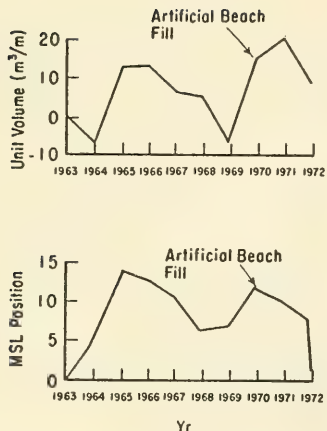 Artificial Beach
Fill
Unit Volume (m³/m)
20
10
0
-10
1963 1964 1965 1966 1967 1968 1969 1970 1971 1972
Artificial Beach
Fill
MSL Position
15
10
5
0
1963 1964 1965 1966 1967 1968 1969 1970 1971 1972
Yr